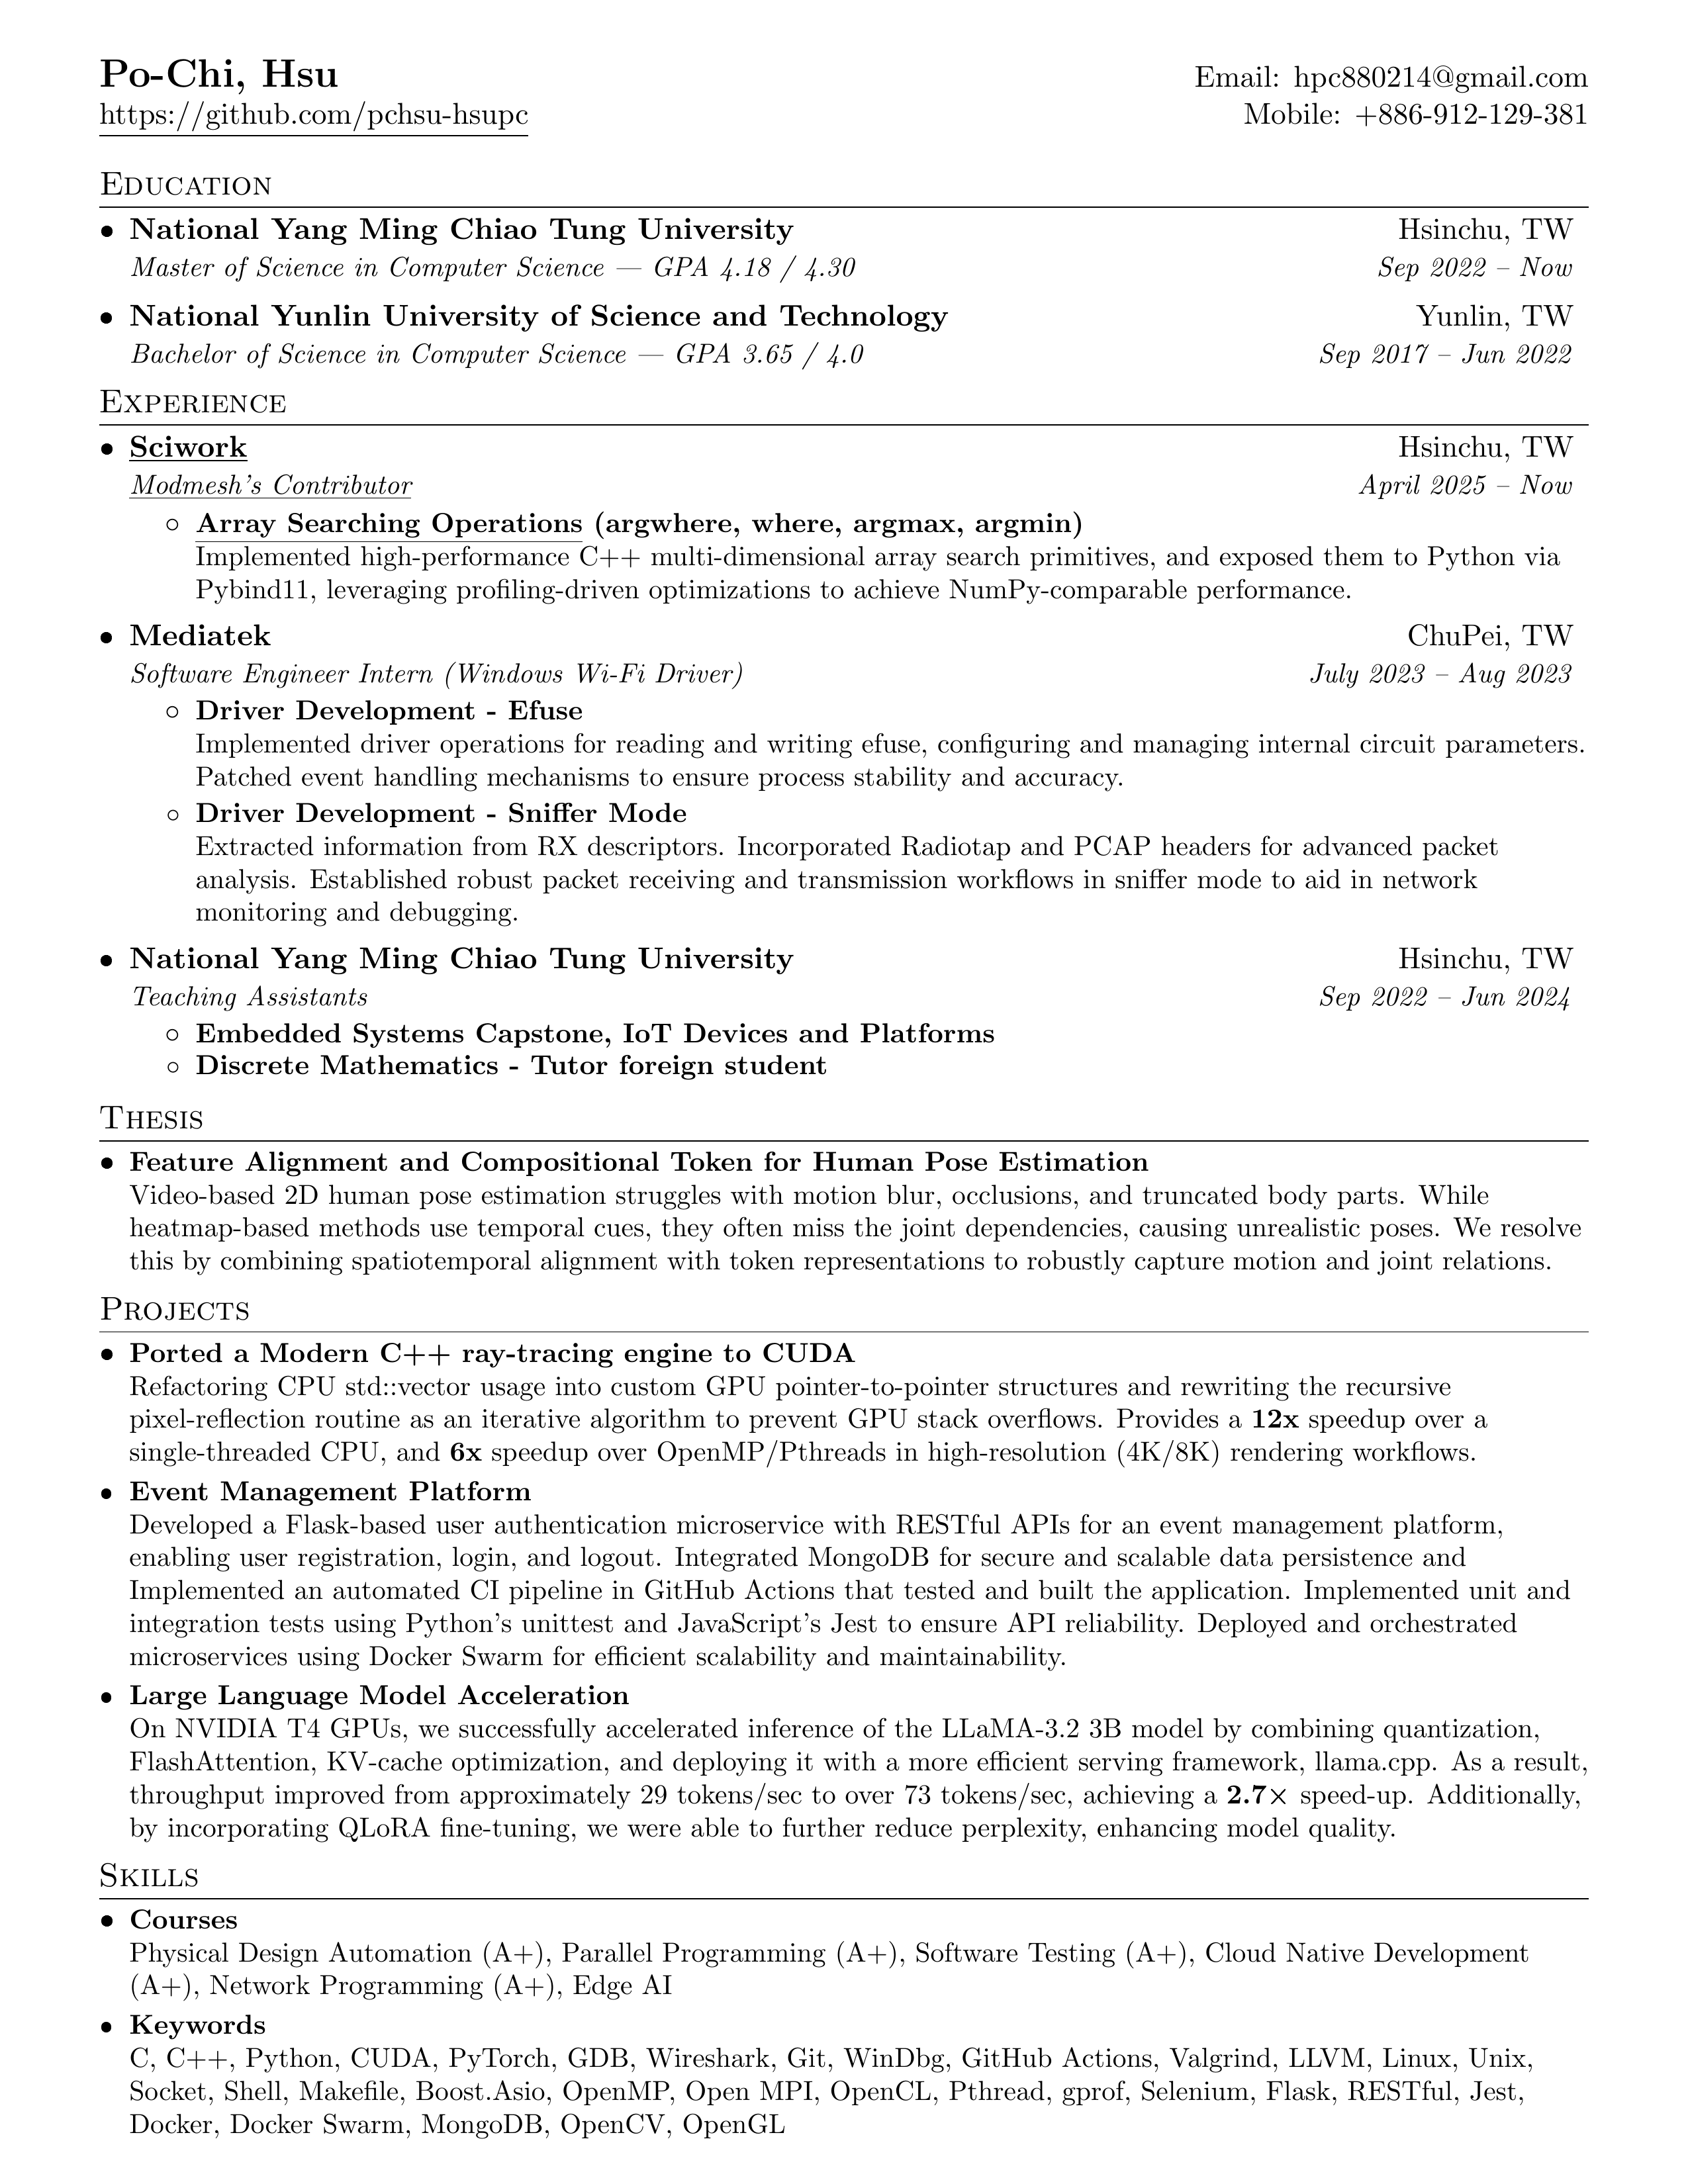 Po-Chi, Hsu
Email: hpc880214@gmail.com
https://github.com/pchsu-hsupc
Mobile: +886-912-129-381
Education
• National Yang Ming Chiao Tung University
Hsinchu, TW
Master of Science in Computer Science — GPA 4.18 / 4.30
Sep 2022 – Now
• National Yunlin University of Science and Technology
Yunlin, TW
Bachelor of Science in Computer Science — GPA 3.65 / 4.0
Sep 2017 – Jun 2022
Experience
• Sciwork
Hsinchu, TW
Modmesh's Contributor
April 2025 – Now
◦ Array Searching Operations (argwhere, where, argmax, argmin)
Implemented high-performance C++ multi-dimensional array search primitives, and exposed them to Python via
Pybind11, leveraging profiling-driven optimizations to achieve NumPy-comparable performance.
• Mediatek
ChuPei, TW
Software Engineer Intern (Windows Wi-Fi Driver)
July 2023 – Aug 2023
◦ Driver Development - Efuse
Implemented driver operations for reading and writing efuse, configuring and managing internal circuit parameters.
Patched event handling mechanisms to ensure process stability and accuracy.
◦ Driver Development - Sniffer Mode
Extracted information from RX descriptors. Incorporated Radiotap and PCAP headers for advanced packet
analysis. Established robust packet receiving and transmission workflows in sniffer mode to aid in network
monitoring and debugging.
• National Yang Ming Chiao Tung University
Hsinchu, TW
Teaching Assistants
Sep 2022 – Jun 2024
◦ Embedded Systems Capstone, IoT Devices and Platforms
◦ Discrete Mathematics - Tutor foreign student
Thesis
• Feature Alignment and Compositional Token for Human Pose Estimation
Video-based 2D human pose estimation struggles with motion blur, occlusions, and truncated body parts. While
heatmap-based methods use temporal cues, they often miss the joint dependencies, causing unrealistic poses. We resolve
this by combining spatiotemporal alignment with token representations to robustly capture motion and joint relations.
Projects
• Ported a Modern C++ ray-tracing engine to CUDA
Refactoring CPU std::vector usage into custom GPU pointer-to-pointer structures and rewriting the recursive
pixel-reflection routine as an iterative algorithm to prevent GPU stack overflows. Provides a 12x speedup over a
single-threaded CPU, and 6x speedup over OpenMP/Pthreads in high-resolution (4K/8K) rendering workflows.
• Event Management Platform
Developed a Flask-based user authentication microservice with RESTful APIs for an event management platform,
enabling user registration, login, and logout. Integrated MongoDB for secure and scalable data persistence and
Implemented an automated CI pipeline in GitHub Actions that tested and built the application. Implemented unit and
integration tests using Python's unittest and JavaScript's Jest to ensure API reliability. Deployed and orchestrated
microservices using Docker Swarm for efficient scalability and maintainability.
• Large Language Model Acceleration
On NVIDIA T4 GPUs, we successfully accelerated inference of the LLaMA-3.2 3B model by combining quantization,
FlashAttention, KV-cache optimization, and deploying it with a more efficient serving framework, llama.cpp. As a result,
throughput improved from approximately 29 tokens/sec to over 73 tokens/sec, achieving a 2.7× speed-up. Additionally,
by incorporating QLoRA fine-tuning, we were able to further reduce perplexity, enhancing model quality.
Skills
• Courses
Physical Design Automation (A+), Parallel Programming (A+), Software Testing (A+), Cloud Native Development
(A+), Network Programming (A+), Edge AI
• Keywords
C, C++, Python, CUDA, PyTorch, GDB, Wireshark, Git, WinDbg, GitHub Actions, Valgrind, LLVM, Linux, Unix,
Socket, Shell, Makefile, Boost.Asio, OpenMP, Open MPI, OpenCL, Pthread, gprof, Selenium, Flask, RESTful, Jest,
Docker, Docker Swarm, MongoDB, OpenCV, OpenGL